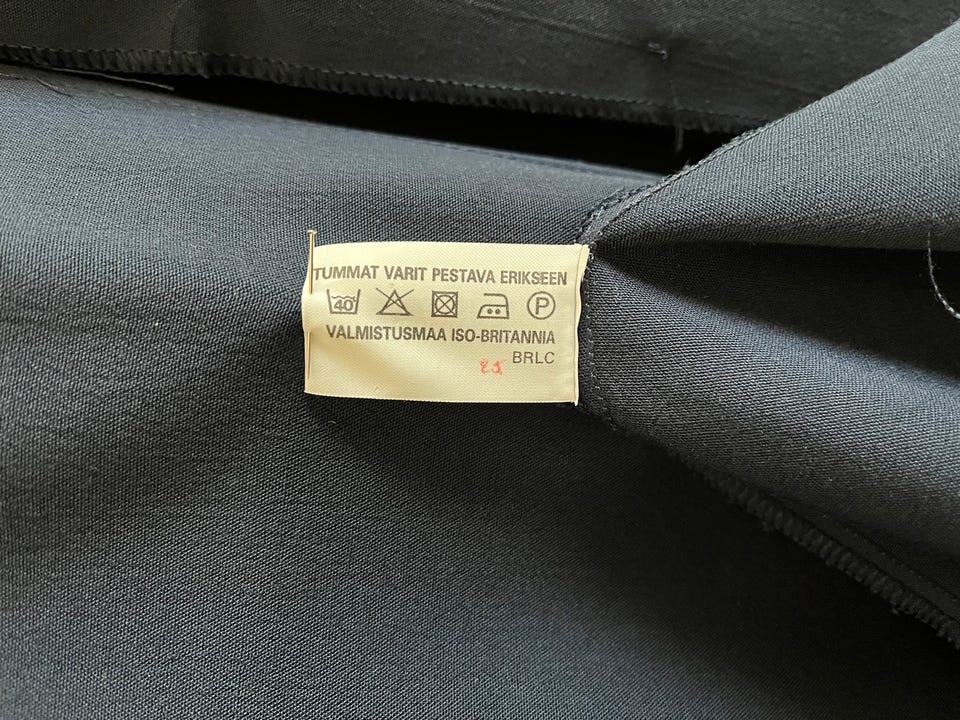 TUMMAT VARIT PESTAVA ERIKSEEN
40 P
VALMISTUSMAA ISO-BRITANNIA
BRLC